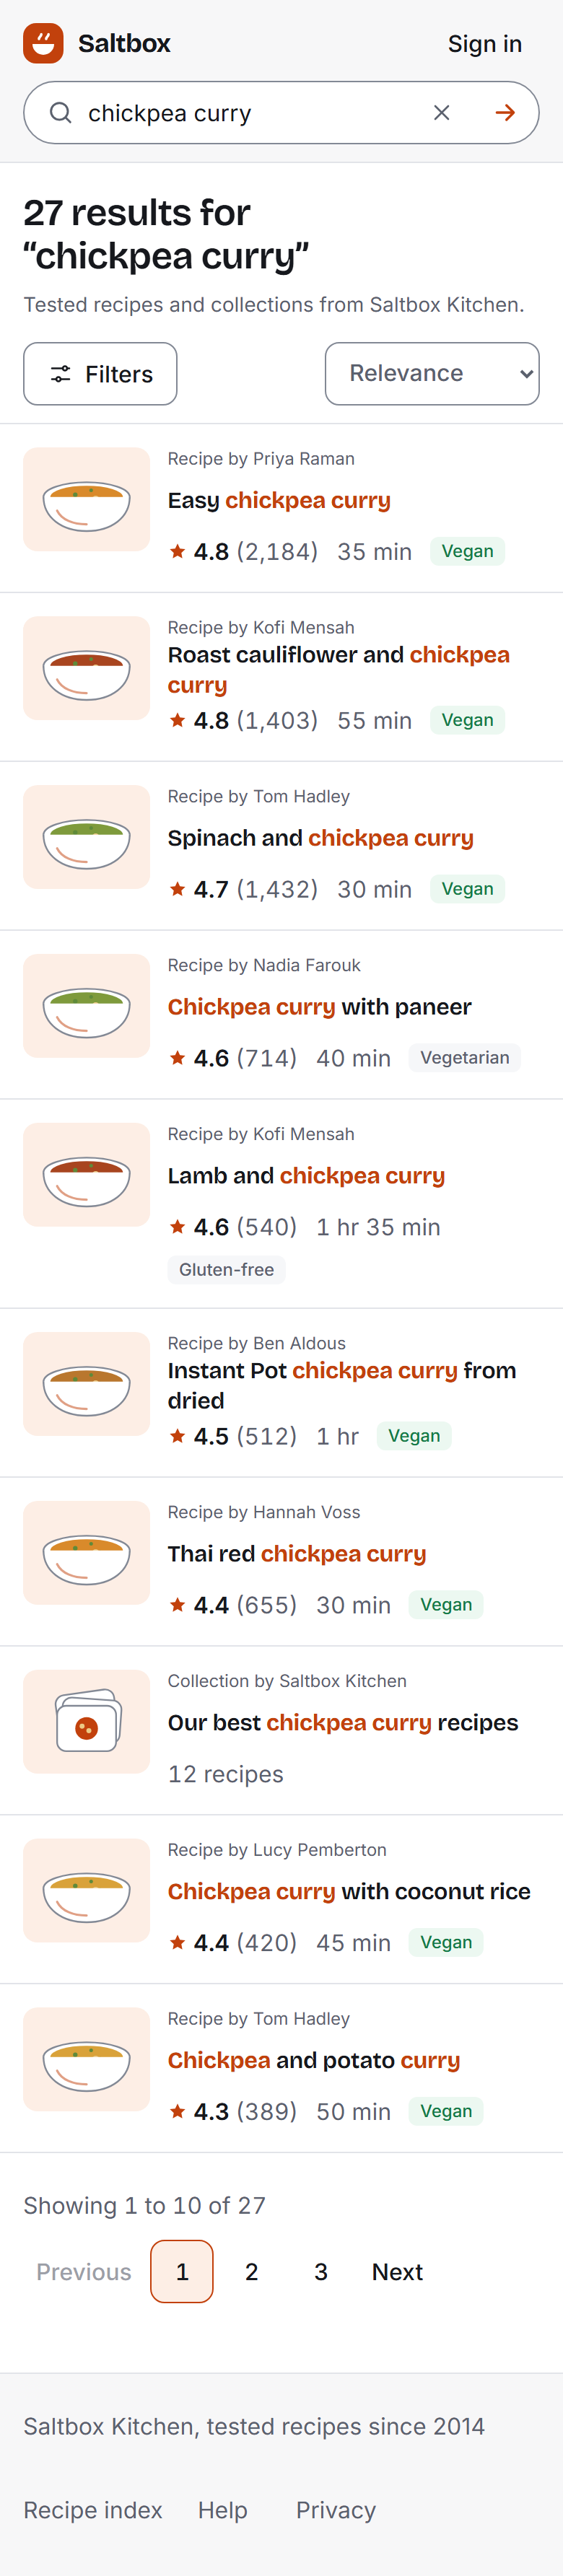 Saltbox
Sign in
chickpea curry
27 results for
“chickpea curry”
Tested recipes and collections from Saltbox Kitchen.
Filters
Relevance
Recipe by Priya Raman
Easy chickpea curry
4.8 (2,184) 35 min Vegan
Recipe by Kofi Mensah
Roast cauliflower and chickpea
curry
4.8 (1,403) 55 min Vegan
Recipe by Tom Hadley
Spinach and chickpea curry
4.7 (1,432) 30 min Vegan
Recipe by Nadia Farouk
Chickpea curry with paneer
4.6 (714) 40 min Vegetarian
Recipe by Kofi Mensah
Lamb and chickpea curry
4.6 (540) 1 hr 35 min
Gluten-free
Recipe by Ben Aldous
Instant Pot chickpea curry from
dried
4.5 (512) 1 hr Vegan
Recipe by Hannah Voss
Thai red chickpea curry
4.4 (655) 30 min Vegan
Collection by Saltbox Kitchen
Our best chickpea curry recipes
12 recipes
Recipe by Lucy Pemberton
Chickpea curry with coconut rice
4.4 (420) 45 min Vegan
Recipe by Tom Hadley
Chickpea and potato curry
4.3 (389) 50 min Vegan
Showing 1 to 10 of 27
Previous 1 2 3 Next
Saltbox Kitchen, tested recipes since 2014
Recipe index Help Privacy